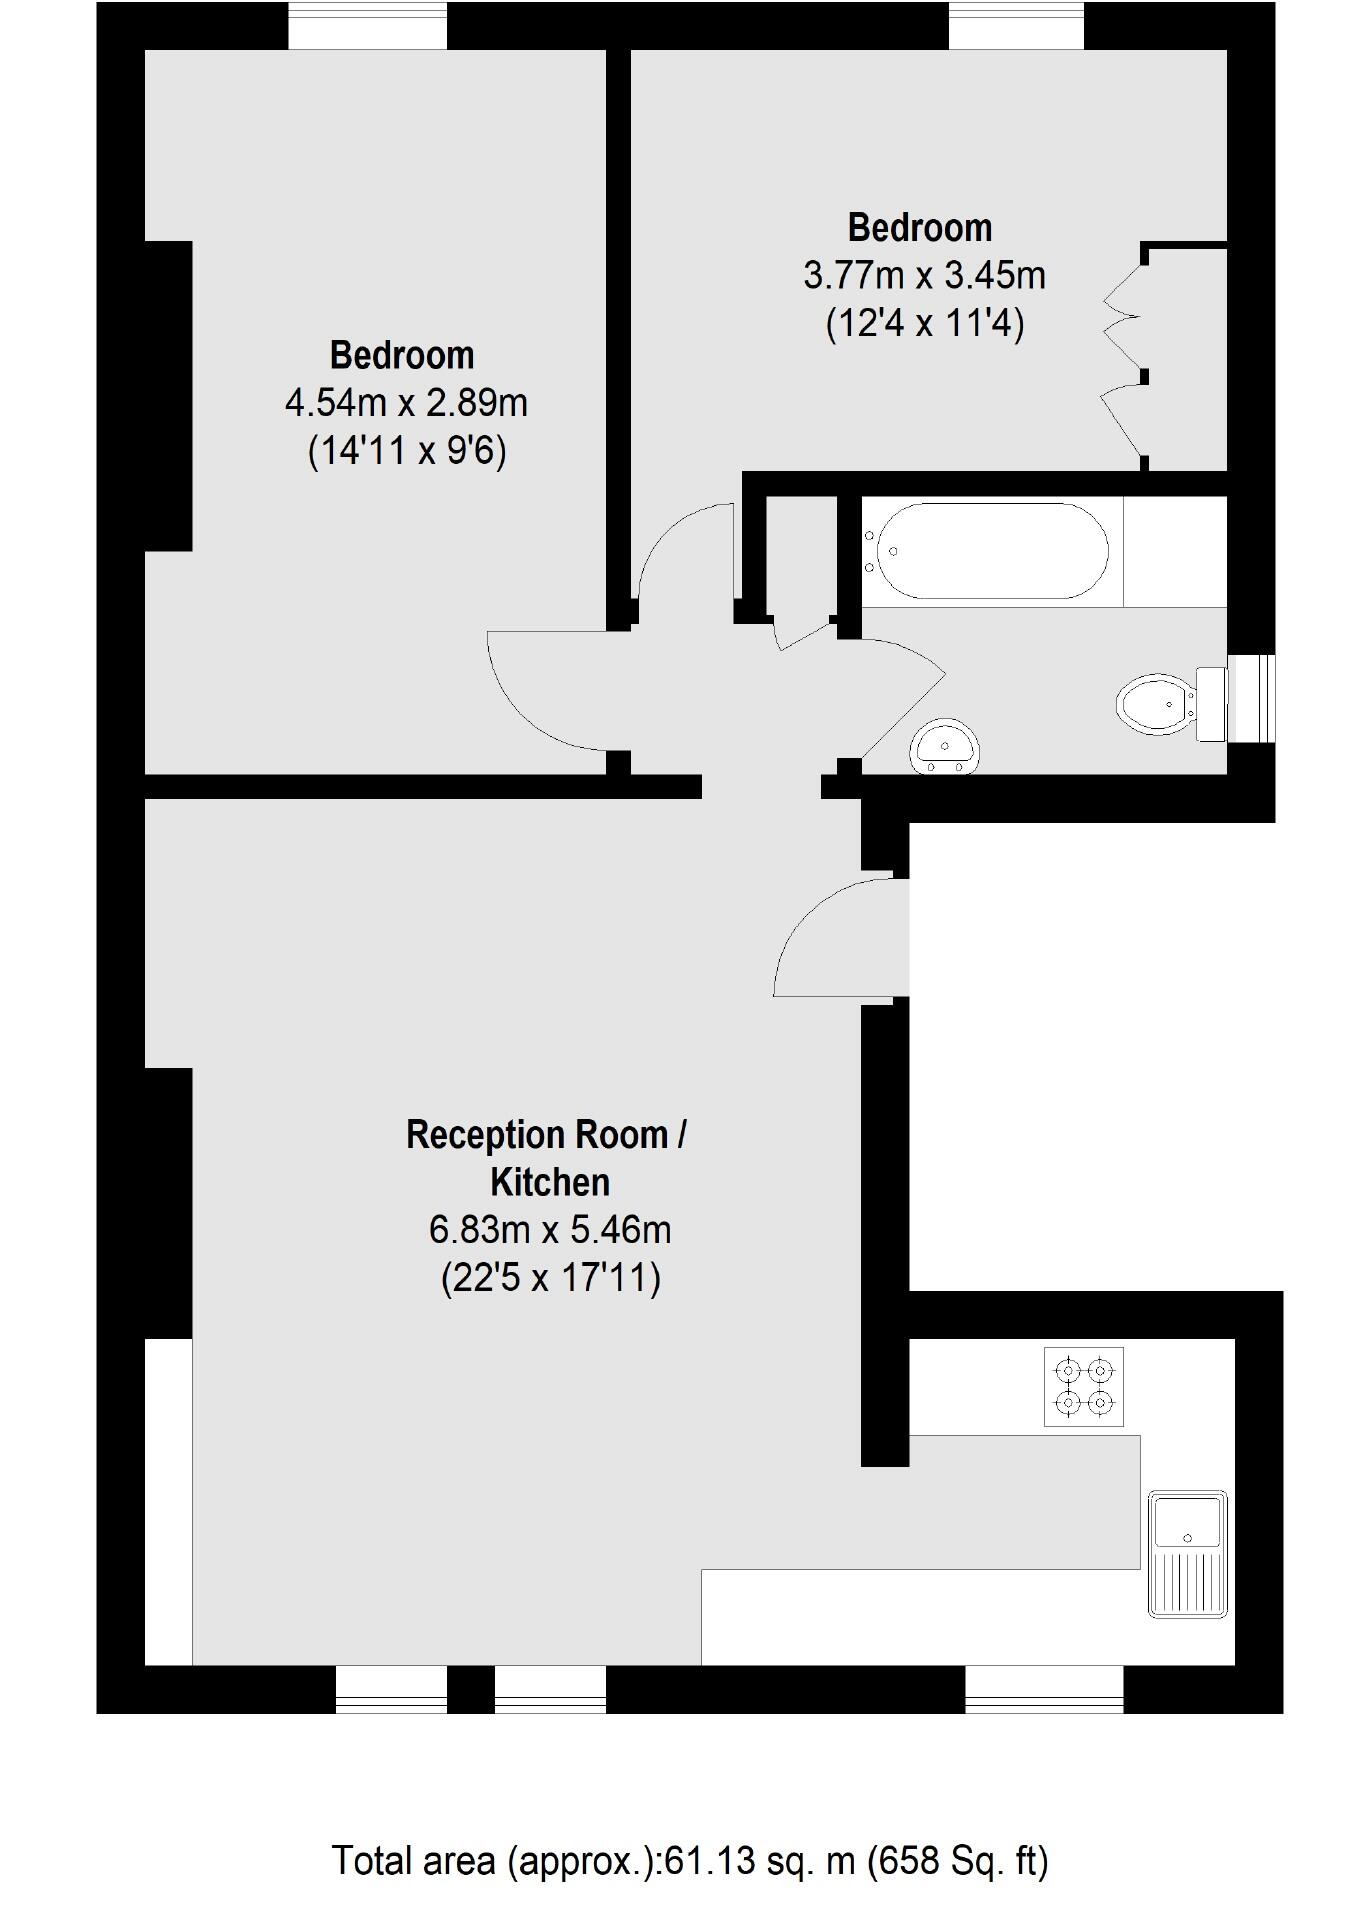 Bedroom
3.77m x 3.45m
(12'4 x 11'4)
Bedroom
4.54m x 2.89m
(14'11 x 9'6)
Reception Room /
Kitchen
6.83m x 5.46m
(22'5 x 17'11)
Total area (approx.):61.13 sq. m (658 Sq. ft)